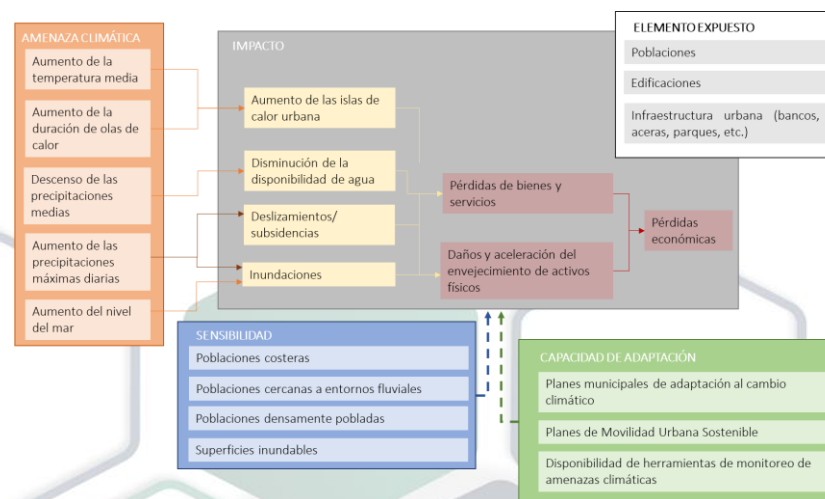 AMENAZA CLIMÁTICA
Aumento de la
temperatura media
Aumento de la
duración de olas de
calor
Descenso de las
precipitaciones
medias
Aumento de las
precipitaciones
máximas diarias
Aumento del nivel
del mar
IMPACTO
Aumento de las islas de
calor urbana
Disminución de la
disponibilidad de agua
Deslizamientos/
subsidencias
Inundaciones
Pérdidas de bienes y
servicios
Daños y aceleración del
envejecimiento de activos
físicos
Pérdidas
económicas
ELEMENTO EXPUESTO
Poblaciones
Edificaciones
Infraestructura urbana (bancos,
aceras, parques, etc.)
SENSIBILIDAD
Poblaciones costeras
Poblaciones cercanas a entornos fluviales
Poblaciones densamente pobladas
Superficies inundables
CAPACIDAD DE ADAPTACIÓN
Planes municipales de adaptación al cambio
climático
Planes de Movilidad Urbana Sostenible
Disponibilidad de herramientas de monitoreo de
amenazas climáticas